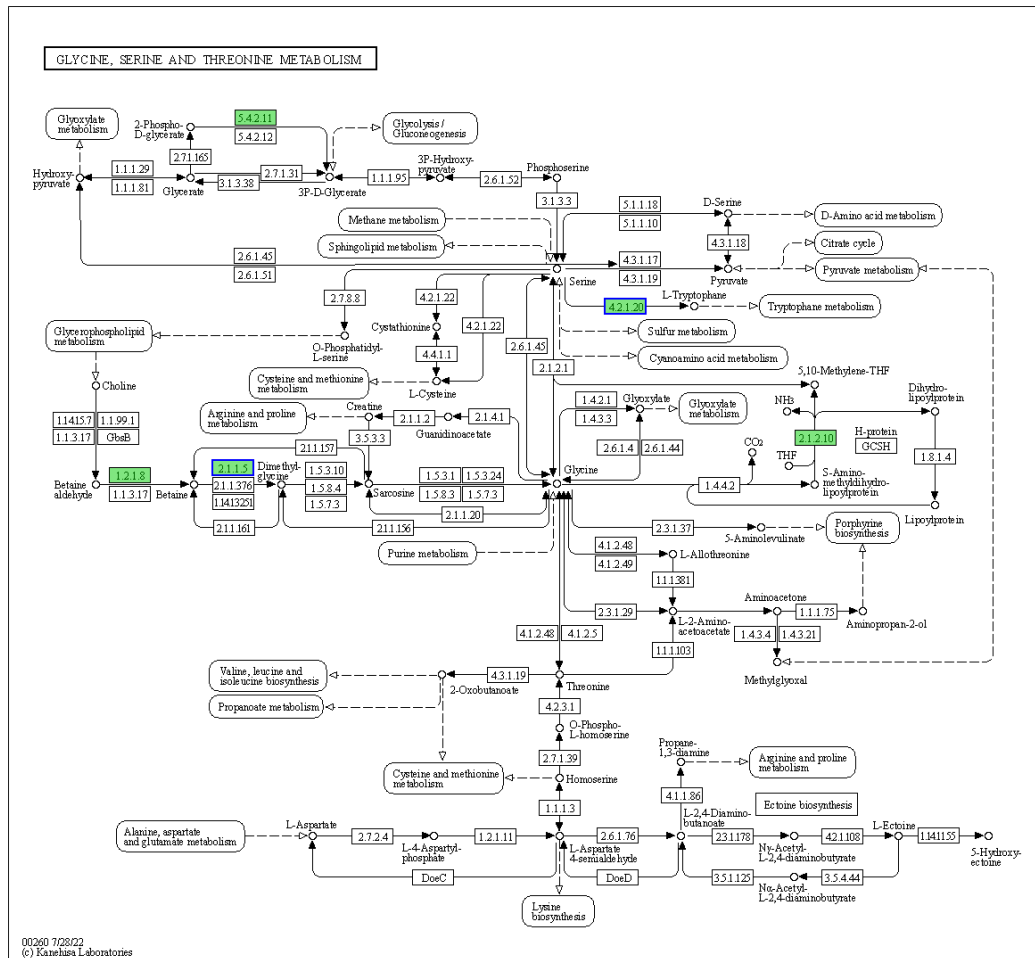 GLYCINE, SERINE AND THREONINE METABOLISM
Glyoxylate
metabolism
2-Phospho-
D-glycerate
5.4.2.11
5.4.2.12
Glycolysis /
Gluconeogenesis
2.7.1.165
Hydroxy-
pyruvate
1.1.1.29
1.1.1.81
Glycerate
2.7.1.31
3.1.3.38
3P-D-Glycerate
1.1.1.95
3P-Hydroxy-
pyruvate
2.6.1.52
Phosphoserine
3.1.3.3
Methane metabolism
Sphingolipid metabolism
5.1.1.18
5.1.1.10
D-Serine
D-Amino acid metabolism
4.3.1.18
Citrate cycle
2.6.1.45
2.6.1.51
Serine
4.3.1.17
4.3.1.19
Pyruvate
Pyruvate metabolism
2.7.8.8
4.2.1.22
4.2.1.22
4.2.1.20
L-Tryptophane
Tryptophane metabolism
Cystathionine
Sulfur metabolism
Glycerophospholipid
metabolism
O-Phosphatidyl-
L-serine
4.4.1.1
2.6.1.45
2.1.2.1
Cyanoamino acid metabolism
Cysteine and methionine
metabolism
L-Cysteine
5,10-Methylene-THF
Choline
Arginine and proline
metabolism
Creatine
2.1.1.2
2.1.4.1
Guanidinoacetate
1.4.2.1
1.4.3.3
Glyoxylate
Glyoxylate
metabolism
NH3
Dihydro-
lipoylprotein
1.14.15.7
1.1.99.1
1.1.3.17
GbsB
2.1.1.157
3.5.3.3
2.6.1.4
2.6.1.44
CO2
2.1.2.10
THF
H-protein
GCSH
1.8.1.4
Betaine
aldehyde
1.2.1.8
1.1.3.17
Betaine
2.1.1.5
2.1.1.376
1.14.13.251
Dimethyl-
glycine
1.5.3.10
1.5.8.4
1.5.7.3
Sarcosine
1.5.3.1
1.5.3.24
1.5.8.3
1.5.7.3
Glycine
1.4.4.2
S-Amino-
methyldihydro-
lipoylprotein
Lipoylprotein
2.1.1.20
2.1.1.161
2.1.1.156
2.3.1.37
5-Aminolevulinate
Porphyrine
biosynthesis
Purine metabolism
4.1.2.48
4.1.2.49
L-Allothreonine
1.1.1.381
2.3.1.29
L-2-Amino-
acetoacetate
Aminoacetone
1.1.1.75
Aminopropan-2-ol
4.1.2.48
4.1.2.5
1.1.1.103
1.4.3.4
1.4.3.21
Methylglyoxal
Valine, leucine and
isoleucine biosynthesis
4.3.1.19
2-Oxobutanoate
Threonine
Propanoate metabolism
4.2.3.1
O-Phospho-
L-homoserine
2.7.1.39
Cysteine and methionine
metabolism
Homoserine
Propane-
1,3-diamine
Arginine and proline
metabolism
4.1.1.86
1.1.1.3
Ectoine biosynthesis
Alanine, aspartate
and glutamate metabolism
L-Aspartate
2.7.2.4
L-4-Aspartyl-
phosphate
1.2.1.11
L-Aspartate
4-semialdehyde
2.6.1.76
L-2,4-Diamino-
butanoate
2.3.1.178
Nγ-Acetyl-
L-2,4-diaminobutyrate
4.2.1.108
L-Ectoine
1.14.11.55
5-Hydroxy-
ectoine
DoeC
DoeD
3.5.1.125
Nα-Acetyl-
L-2,4-diaminobutyrate
3.5.4.44
Lysine
biosynthesis
00260 7/28/22
(c) Kanehisa Laboratories